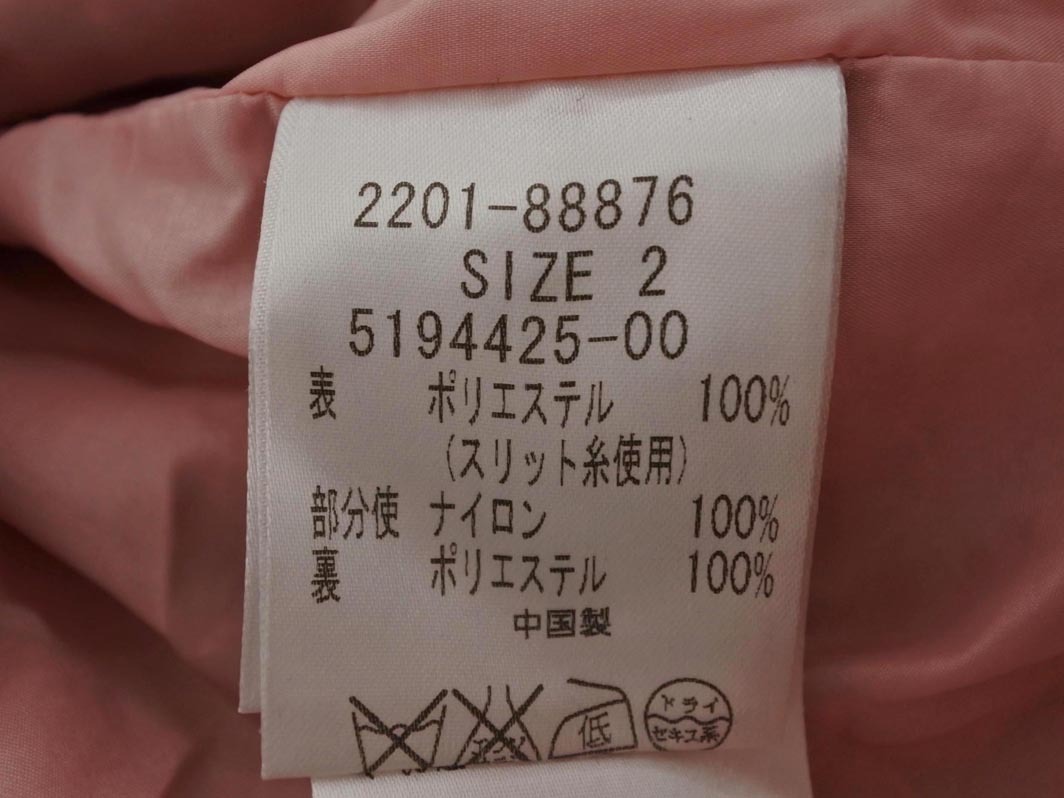 2201-88876
SIZE 2
5194425-00
表 ポリエステル 100%
(スリット糸使用)
部分使 ナイロン 100%
裏 ポリエステル 100%
中国製
低
ドライ
セキユ系